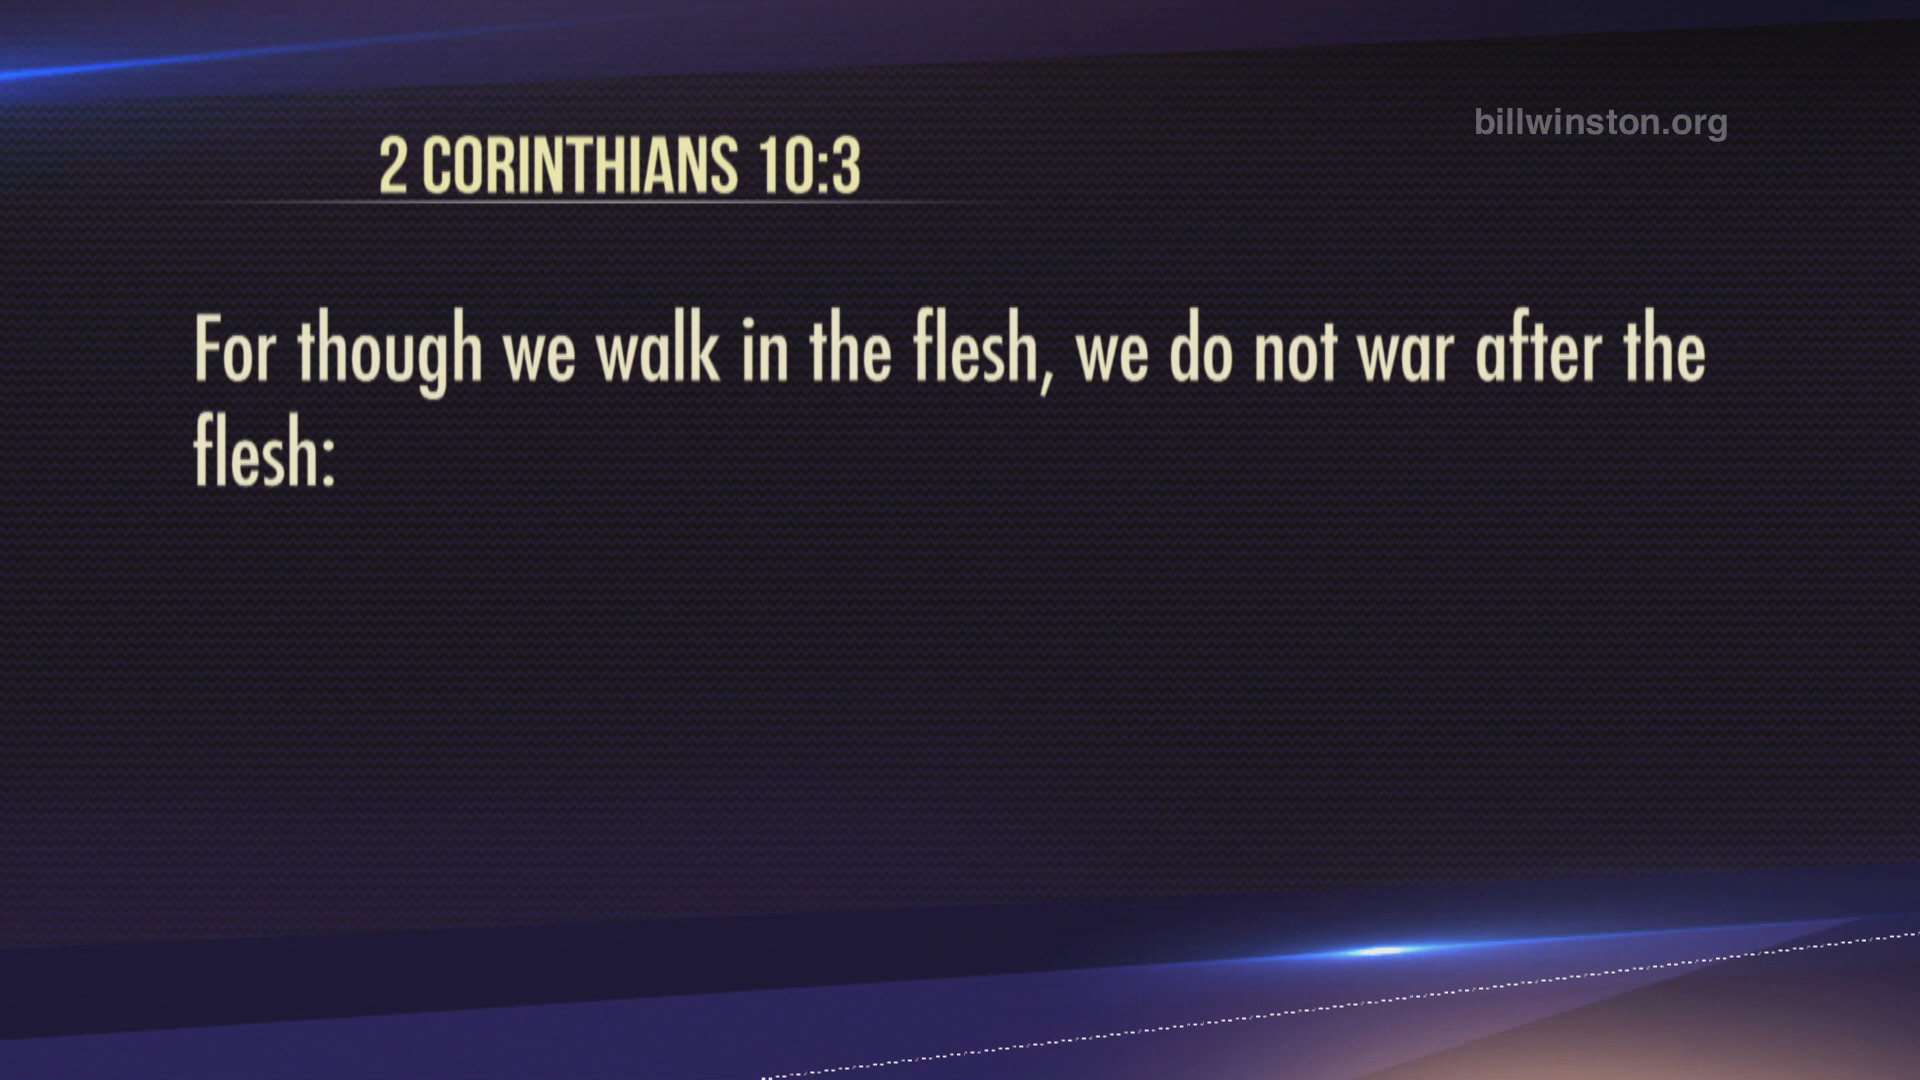 billwinston.org
2 CORINTHIANS 10:3
For though we walk in the flesh, we do not war after the
flesh: